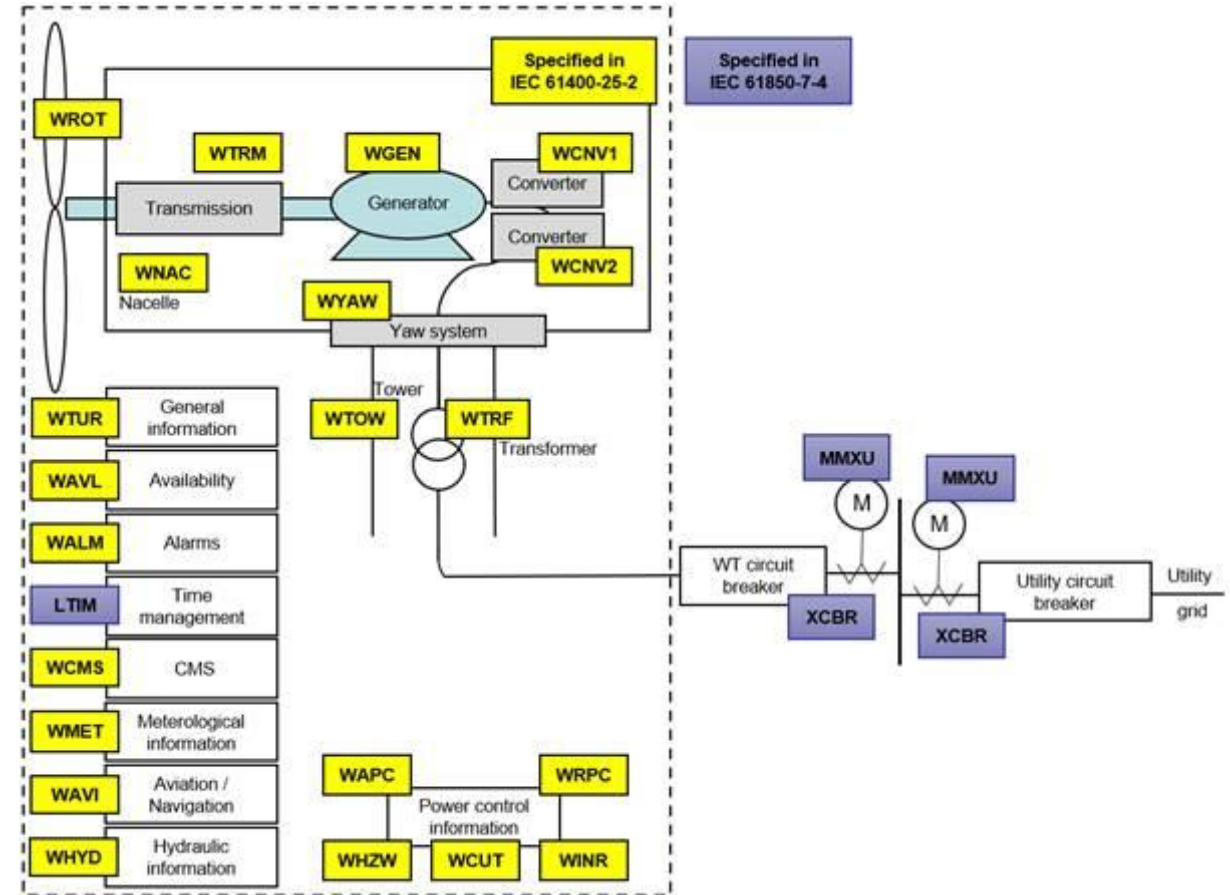 Specified in
IEC 61400-25-2
Specified in
IEC 61850-7-4
WROT
WTRM
WGEN
WCNV1
Converter
Transmission
Generator
Converter
WCNV2
WNAC
Nacelle
WYAW
Yaw system
Tower
WTOW
WTRF
Transformer
WTUR
General
information
WAVL
Availability
WALM
Alarms
LTIM
Time
management
WCMS
CMS
WMET
Meterological
information
WAVI
Aviation /
Navigation
WHYD
Hydraulic
information
WAPC
WRPC
Power control
information
WHZW
WCUT
WINR
MMXU
M
MMXU
M
WT circuit
breaker
XCBR
Utility circuit
breaker
XCBR
Utility
grid